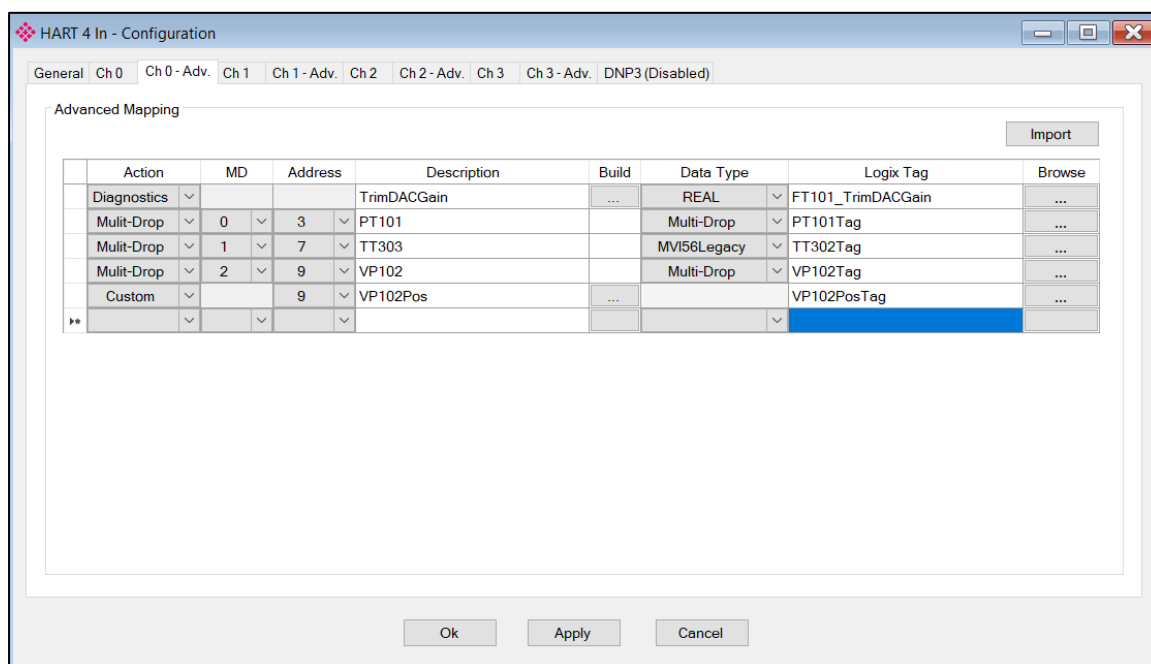 HART 4 In - Configuration
General Ch 0 Ch 0 - Adv. Ch 1 Ch 1 - Adv. Ch 2 Ch 2 - Adv. Ch 3 Ch 3 - Adv. DNP3 (Disabled)
Advanced Mapping
Import
Action MD Address Description Build Data Type Logix Tag Browse
Diagnostics TrimDACGain ... REAL FT101_TrimDACGain ...
Mulit-Drop 0 3 PT101 Multi-Drop PT101Tag ...
Mulit-Drop 1 7 TT303 MVI56Legacy TT302Tag ...
Mulit-Drop 2 9 VP102 Multi-Drop VP102Tag ...
Custom 9 VP102Pos ... VP102PosTag ...
Ok Apply Cancel